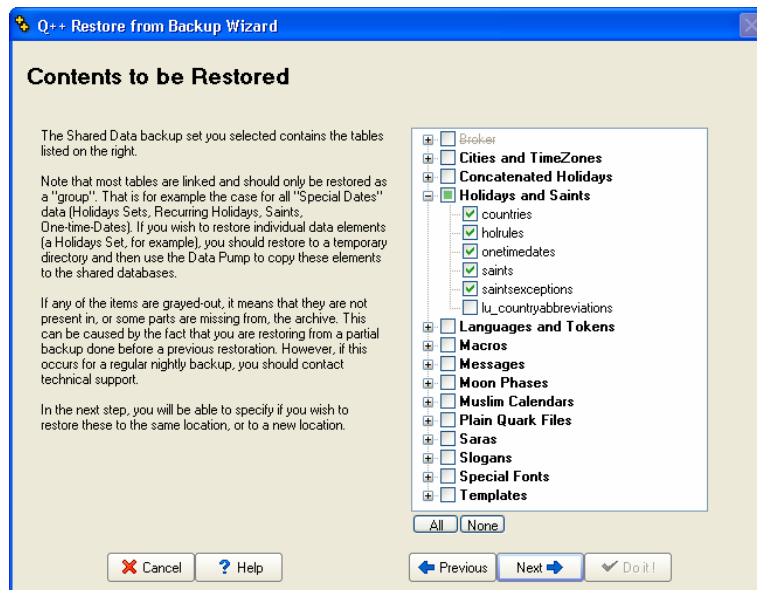 Q++ Restore from Backup Wizard
Contents to be Restored
The Shared Data backup set you selected contains the tables
listed on the right.
Note that most tables are linked and should only be restored as
a "group". That is for example the case for all "Special Dates"
data (Holidays Sets, Recurring Holidays, Saints,
One-time-Dates). If you wish to restore individual data elements
(a Holidays Set, for example), you should restore to a temporary
directory and then use the Data Pump to copy these elements
to the shared databases.
If any of the items are grayed-out, it means that they are not
present in, or some parts are missing from, the archive. This
can be caused by the fact that you are restoring from a partial
backup done before a previous restoration. However, if this
occurs for a regular nightly backup, you should contact
technical support.
In the next step, you will be able to specify if you wish to
restore these to the same location, or to a new location.
Broker
Cities and TimeZones
Concatenated Holidays
Holidays and Saints
countries
holrules
onetimedates
saints
saintsexceptions
lu_countryabbreviations
Languages and Tokens
Macros
Messages
Moon Phases
Muslim Calendars
Plain Quark Files
Saras
Slogans
Special Fonts
Templates
All None
Cancel ? Help Previous Next Do it!